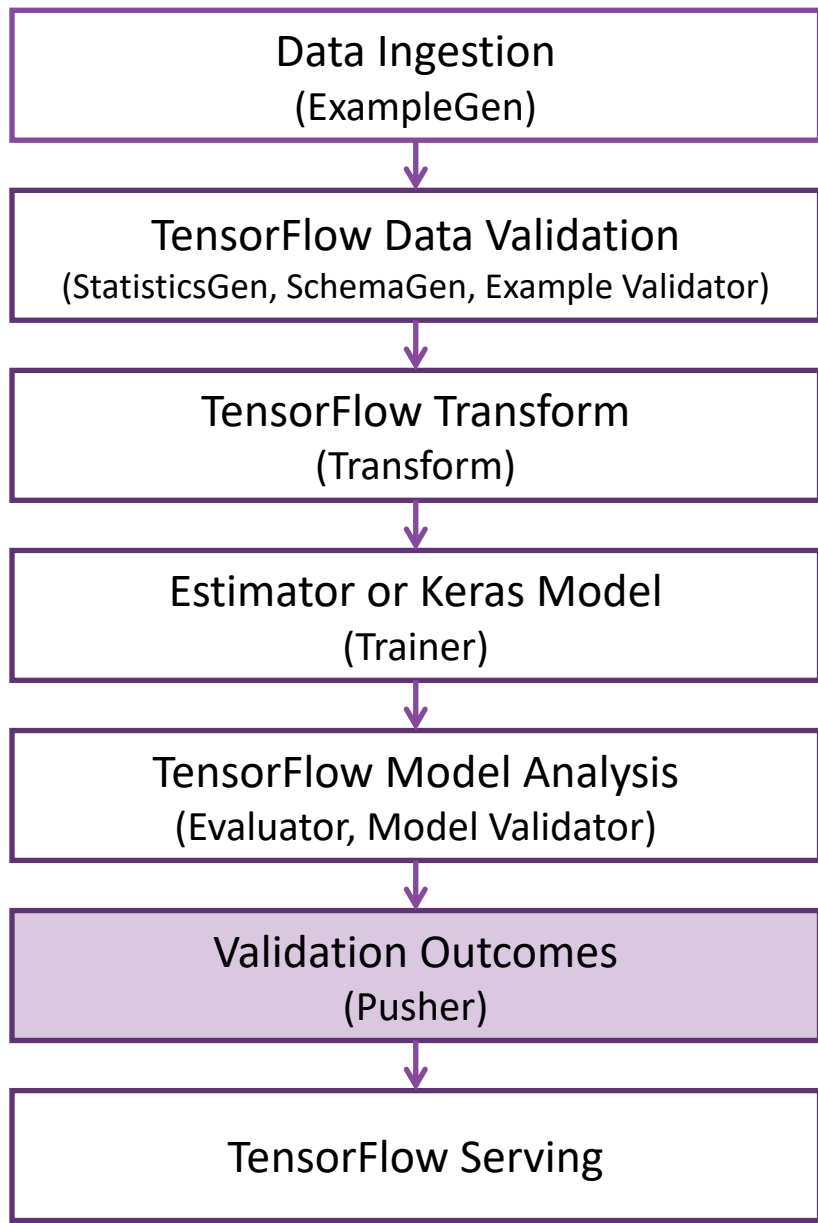 Data Ingestion
(ExampleGen)
TensorFlow Data Validation
(StatisticsGen, SchemaGen, Example Validator)
TensorFlow Transform
(Transform)
Estimator or Keras Model
(Trainer)
TensorFlow Model Analysis
(Evaluator, Model Validator)
Validation Outcomes
(Pusher)
TensorFlow Serving